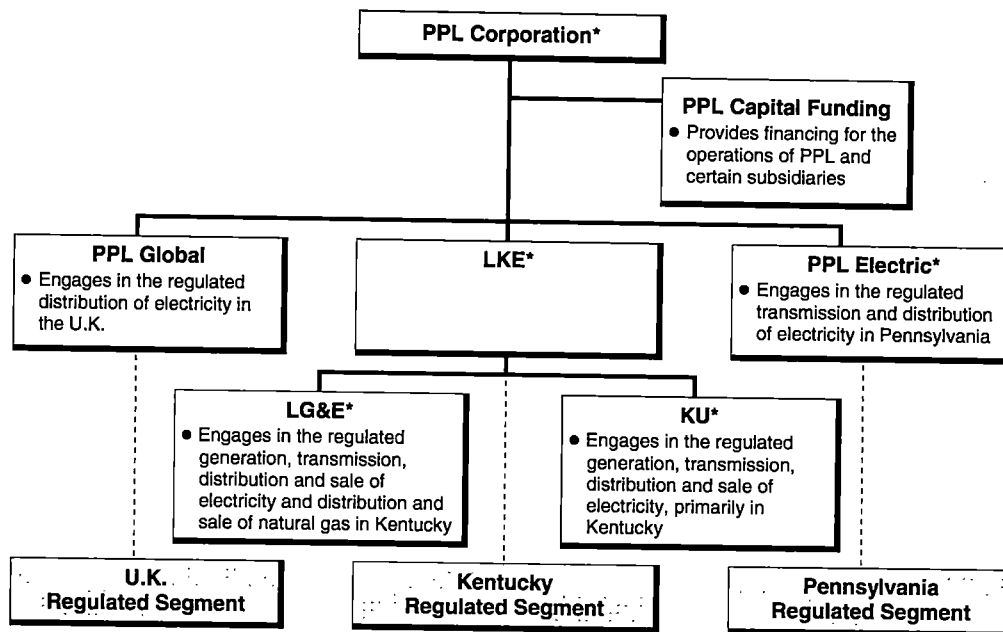 PPL Corporation*
PPL Capital Funding
● Provides financing for the
operations of PPL and
certain subsidiaries
PPL Global
● Engages in the regulated
distribution of electricity in
the U.K.
LKE*
PPL Electric*
● Engages in the regulated
transmission and distribution
of electricity in Pennsylvania
LG&E*
● Engages in the regulated
generation, transmission,
distribution and sale of
electricity and distribution and
sale of natural gas in Kentucky
KU*
● Engages in the regulated
generation, transmission,
distribution and sale of
electricity, primarily in
Kentucky
U.K.
Regulated Segment
Kentucky
Regulated Segment
Pennsylvania
Regulated Segment